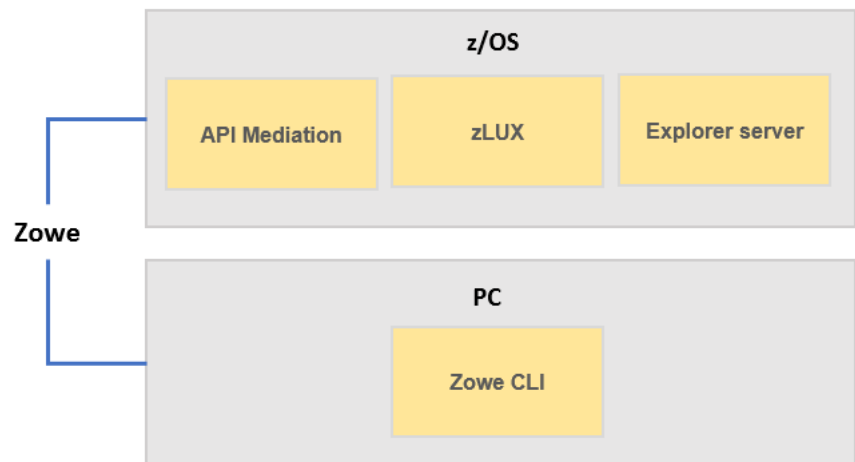 z/OS
API Mediation
zLUX
Explorer server
Zowe
PC
Zowe CLI